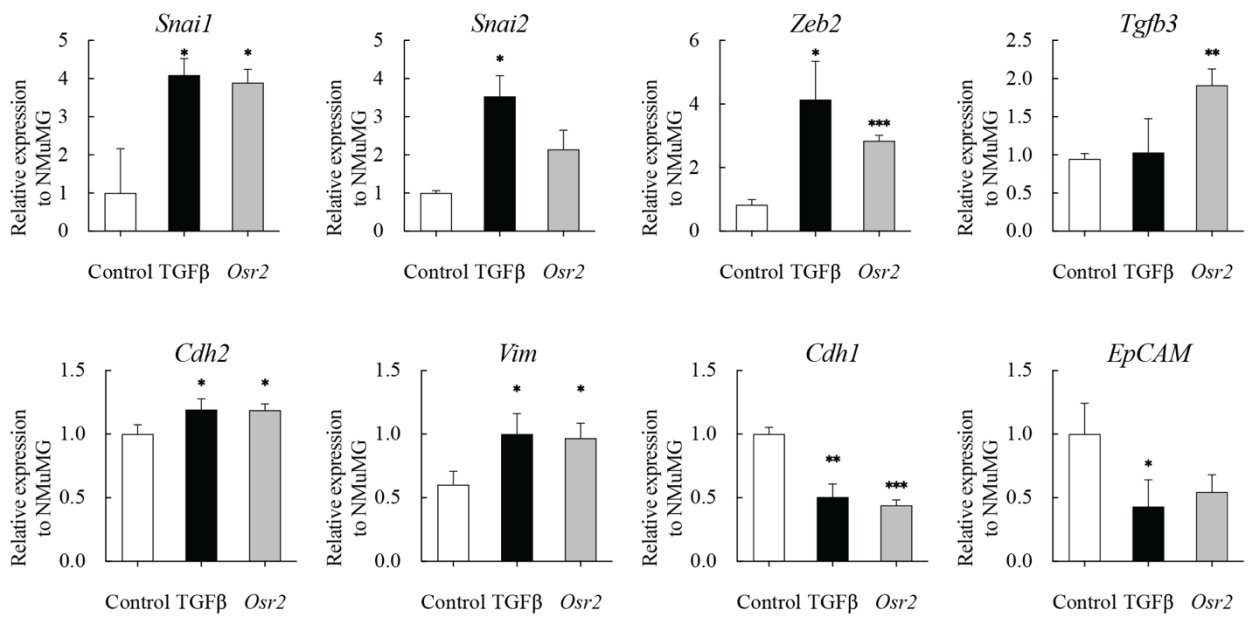 Snai1
Relative expression
to NMuMG
5
4
3
2
1
0
*
*
Control TGFβ Osr2
Snai2
Relative expression
to NMuMG
5
4
3
2
1
0
*
Control TGFβ Osr2
Zeb2
Relative expression
to NMuMG
6
4
2
0
*
***
Control TGFβ Osr2
Tgfb3
Relative expression
to NMuMG
2.5
2.0
1.5
1.0
0.5
0.0
**
Control TGFβ Osr2
Cdh2
Relative expression
to NMuMG
1.5
1.0
0.5
0.0
*
*
Control TGFβ Osr2
Vim
Relative expression
to NMuMG
1.5
1.0
0.5
0.0
*
*
Control TGFβ Osr2
Cdh1
Relative expression
to NMuMG
1.5
1.0
0.5
0.0
**
***
Control TGFβ Osr2
EpCAM
Relative expression
to NMuMG
1.5
1.0
0.5
0.0
*
Control TGFβ Osr2